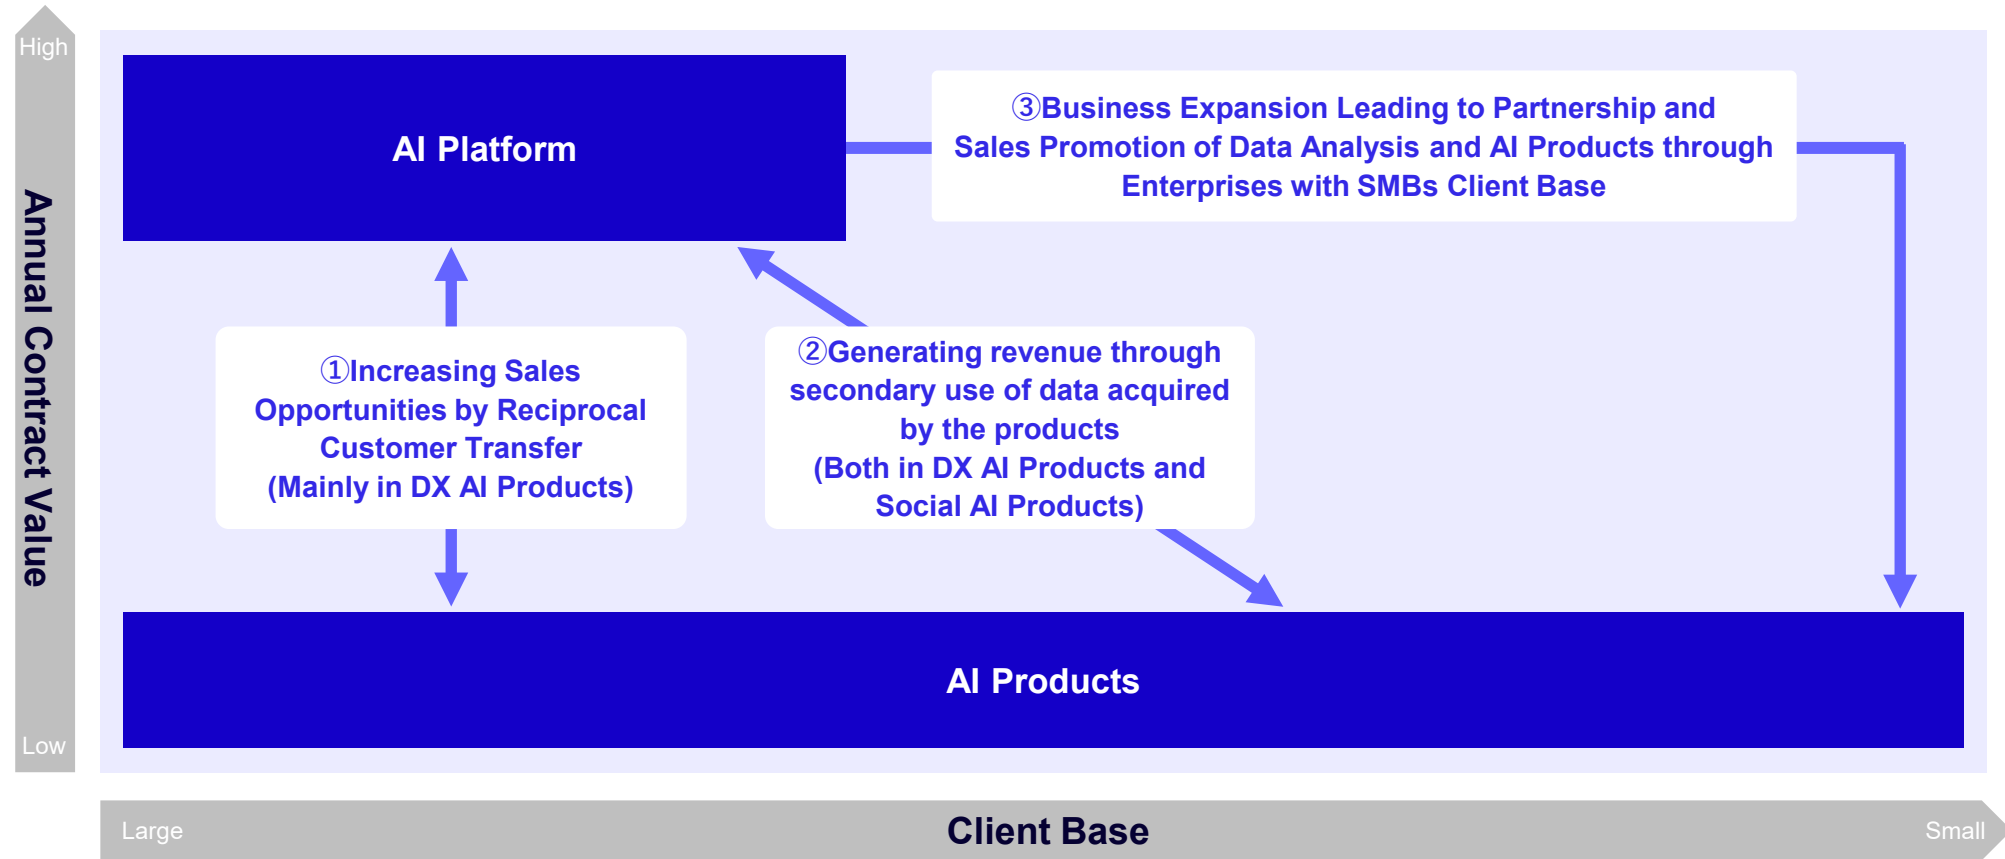 High
Annual Contract Value
Low
AI Platform
③Business Expansion Leading to Partnership and
Sales Promotion of Data Analysis and AI Products through
Enterprises with SMBs Client Base
①Increasing Sales
Opportunities by Reciprocal
Customer Transfer
(Mainly in DX AI Products)
②Generating revenue through
secondary use of data acquired
by the products
(Both in DX AI Products and
Social AI Products)
AI Products
Large
Client Base
Small